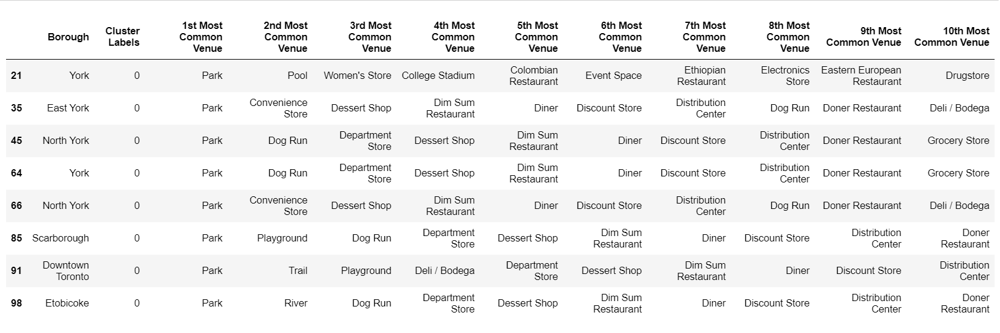 Borough Cluster Labels 1st Most Common Venue 2nd Most Common Venue 3rd Most Common Venue 4th Most Common Venue 5th Most Common Venue 6th Most Common Venue 7th Most Common Venue 8th Most Common Venue 9th Most Common Venue 10th Most Common Venue
21 York 0 Park Pool Women's Store College Stadium Colombian Restaurant Event Space Ethiopian Restaurant Electronics Store Eastern European Restaurant Drugstore
35 East York 0 Park Convenience Store Dessert Shop Dim Sum Restaurant Diner Discount Store Distribution Center Dog Run Doner Restaurant Deli / Bodega
45 North York 0 Park Dog Run Department Store Dessert Shop Dim Sum Restaurant Diner Discount Store Distribution Center Doner Restaurant Grocery Store
64 York 0 Park Dog Run Department Store Dessert Shop Dim Sum Restaurant Diner Discount Store Distribution Center Doner Restaurant Grocery Store
66 North York 0 Park Convenience Store Dessert Shop Dim Sum Restaurant Diner Discount Store Distribution Center Dog Run Doner Restaurant Deli / Bodega
85 Scarborough 0 Park Playground Dog Run Department Store Dessert Shop Dim Sum Restaurant Diner Discount Store Distribution Center Doner Restaurant
91 Downtown Toronto 0 Park Trail Playground Deli / Bodega Department Store Dessert Shop Dim Sum Restaurant Diner Discount Store Distribution Center
98 Etobicoke 0 Park River Dog Run Department Store Dessert Shop Dim Sum Restaurant Diner Discount Store Distribution Center Doner Restaurant